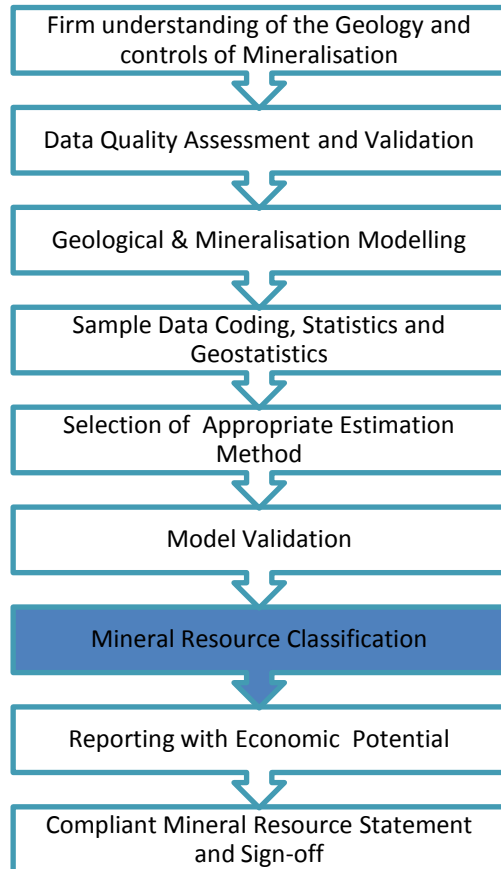 Firm understanding of the Geology and
controls of Mineralisation
Data Quality Assessment and Validation
Geological & Mineralisation Modelling
Sample Data Coding, Statistics and
Geostatistics
Selection of Appropriate Estimation
Method
Model Validation
Mineral Resource Classification
Reporting with Economic Potential
Compliant Mineral Resource Statement
and Sign-off